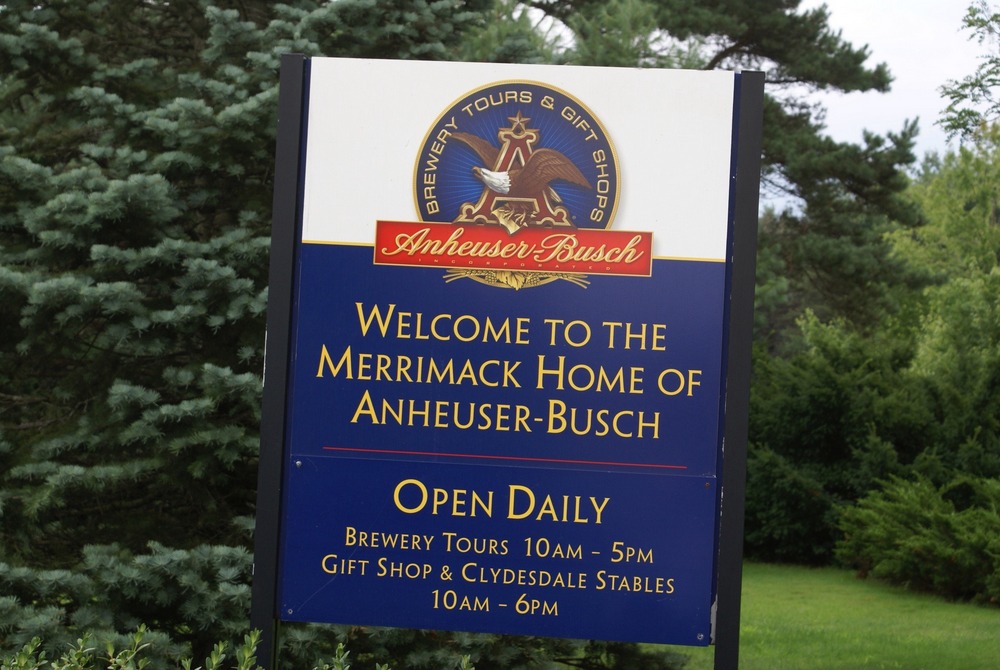 BREWERY TOURS & GIFT SHOPS
A
Anheuser-Busch
INCORPORATED
WELCOME TO THE
MERRIMACK HOME OF
ANHEUSER-BUSCH
OPEN DAILY
BREWERY TOURS 10AM – 5PM
GIFT SHOP & CLYDESDALE STABLES
10AM – 6PM